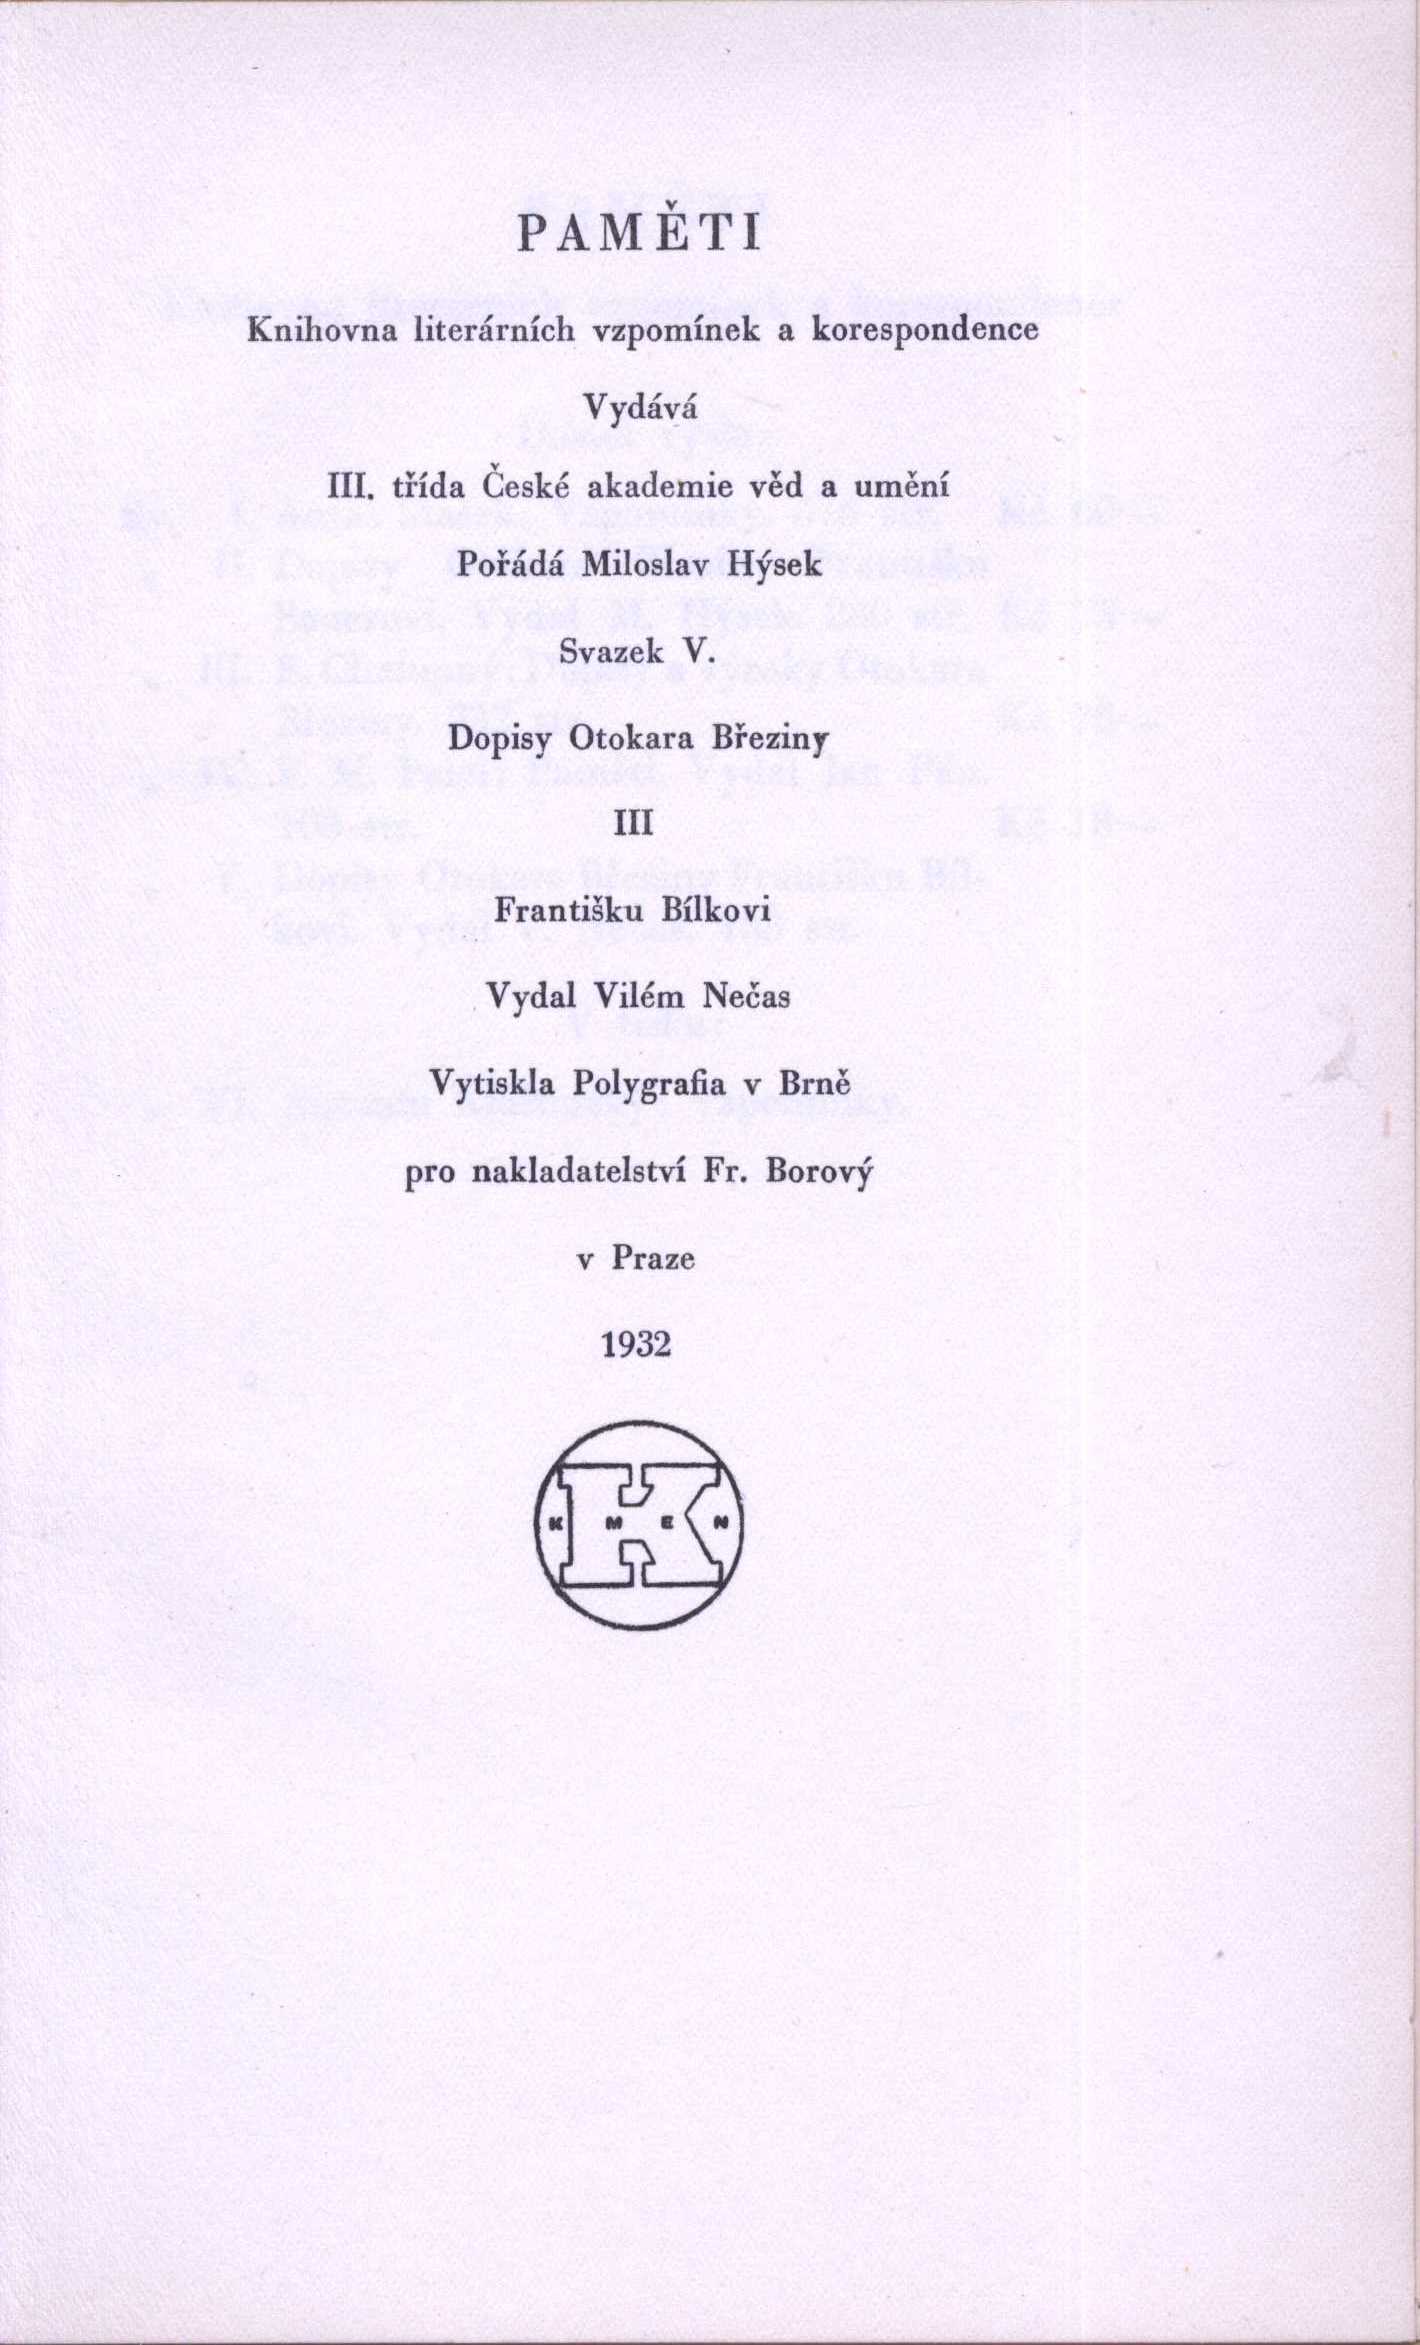 PAMĚTI
Knihovna literárních vzpomínek a korespondence
Vydává
III. třída České akademie věd a umění
Pořádá Miloslav Hýsek
Svazek V.
Dopisy Otokara Březiny
III
Františku Bílkovi
Vydal Vilém Nečas
Vytiskla Polygrafia v Brně
pro nakladatelství Fr. Borový
v Praze
1932
K M E N